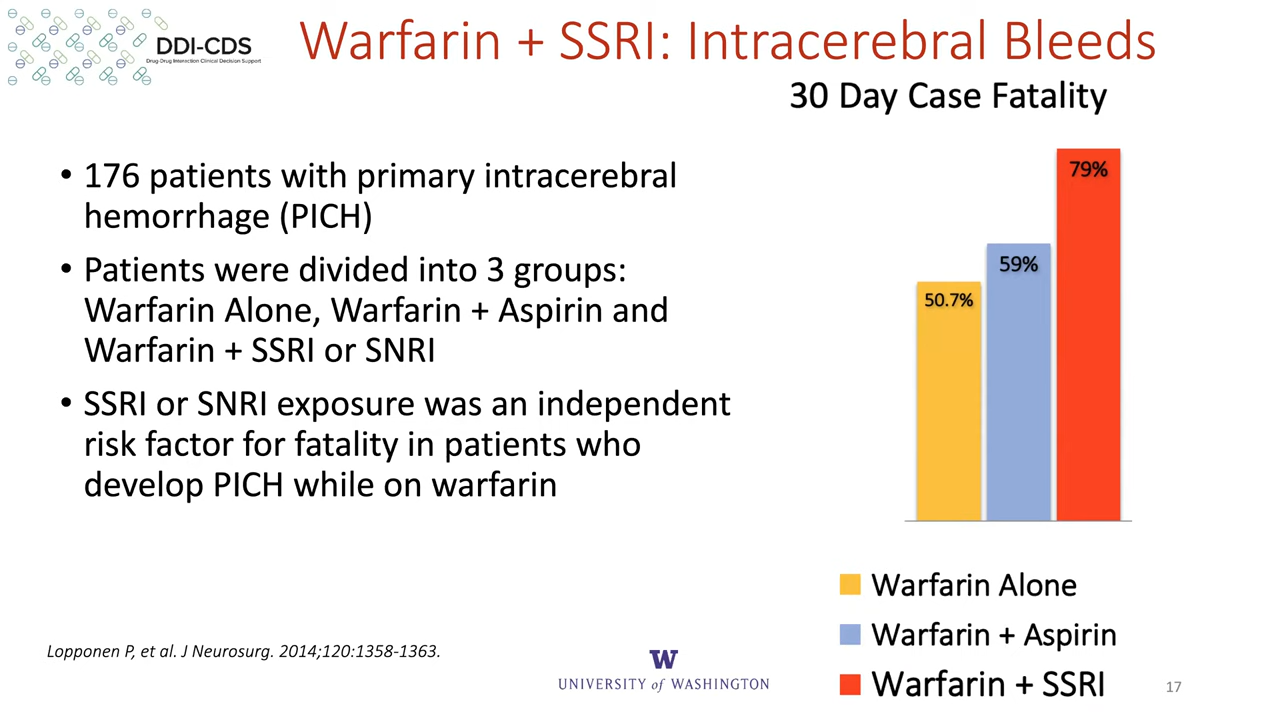 DDI-CDS
Drug-Drug Interaction Clinical Decision Support
Warfarin + SSRI: Intracerebral Bleeds
30 Day Case Fatality
• 176 patients with primary intracerebral
hemorrhage (PICH)
• Patients were divided into 3 groups:
Warfarin Alone, Warfarin + Aspirin and
Warfarin + SSRI or SNRI
• SSRI or SNRI exposure was an independent
risk factor for fatality in patients who
develop PICH while on warfarin
50.7%
59%
79%
Warfarin Alone
Warfarin + Aspirin
Warfarin + SSRI
Lopponen P, et al. J Neurosurg. 2014;120:1358-1363.
W
UNIVERSITY of WASHINGTON
17